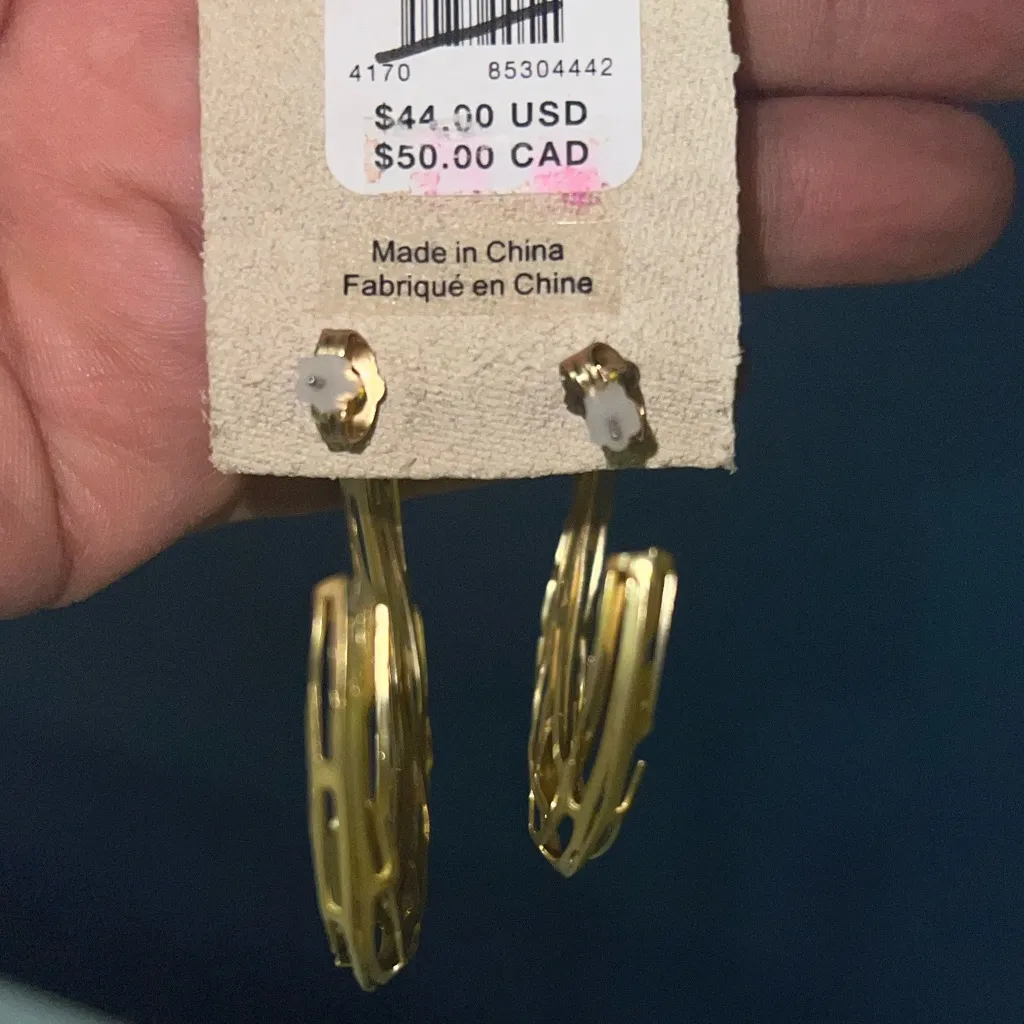 4170 85304442
$44.00 USD
$50.00 CAD
Made in China
Fabriqué en Chine